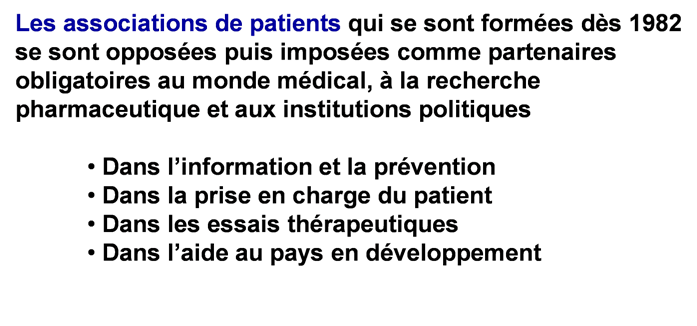 Les associations de patients qui se sont formées dès 1982
se sont opposées puis imposées comme partenaires
obligatoires au monde médical, à la recherche
pharmaceutique et aux institutions politiques
• Dans l’information et la prévention
• Dans la prise en charge du patient
• Dans les essais thérapeutiques
• Dans l’aide au pays en développement